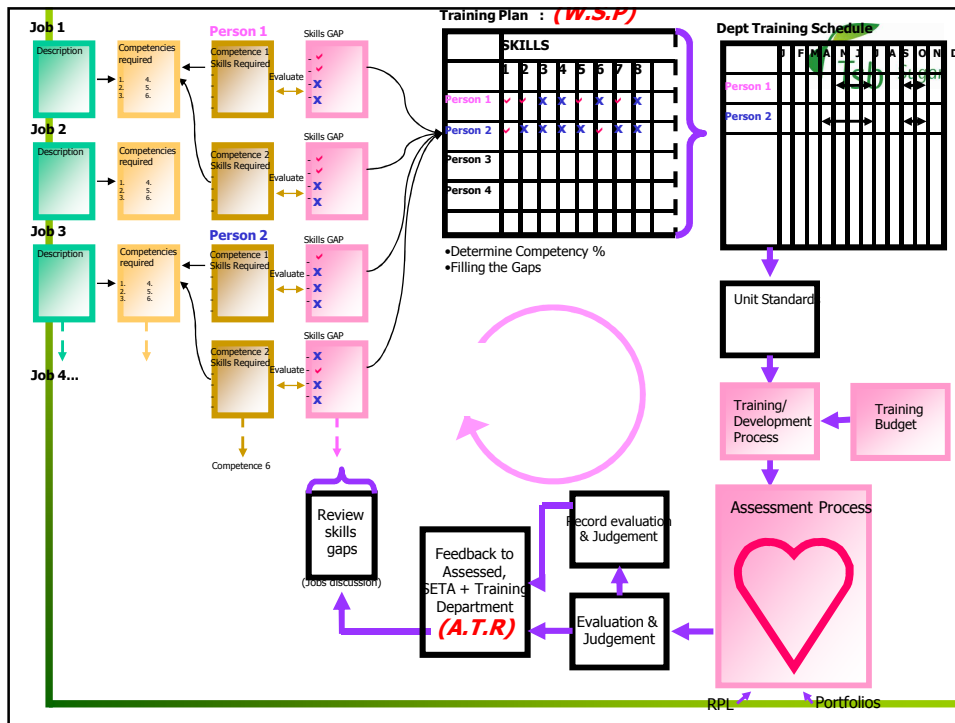 Job 1
Description
Competencies
required
1. 4.
2. 5.
3. 6.
Person 1
Competence 1
Skills Required
Evaluate
Skills GAP
✓
✓
X
X
Job 2
Description
Competencies
required
1. 4.
2. 5.
3. 6.
Competence 2
Skills Required
Evaluate
Skills GAP
✓
✓
X
X
Job 3
Description
Competencies
required
1. 4.
2. 5.
3. 6.
Person 2
Competence 1
Skills Required
Evaluate
Skills GAP
✓
X
X
X
Competence 2
Skills Required
Evaluate
Skills GAP
X
✓
X
X
Job 4...
Competence 6
Training Plan : (W.S.P)
SKILLS
1 2 3 4 5 6 7 8
Person 1 ✓ ✓ X X ✓ X ✓ X
Person 2 ✓ X X X X ✓ X X
Person 3
Person 4
•Determine Competency %
•Filling the Gaps
Dept Training Schedule
J F M A M J J A S O N D
Tsb Sugar
Person 1
Person 2
Unit Standards
Training/
Development
Process
Training
Budget
Assessment Process
RPL
Portfolios
Evaluation &
Judgement
Record evaluation
& Judgement
Feedback to
Assessed,
SETA + Training
Department
(A.T.R)
Review
skills
gaps
(Jobs discussion)